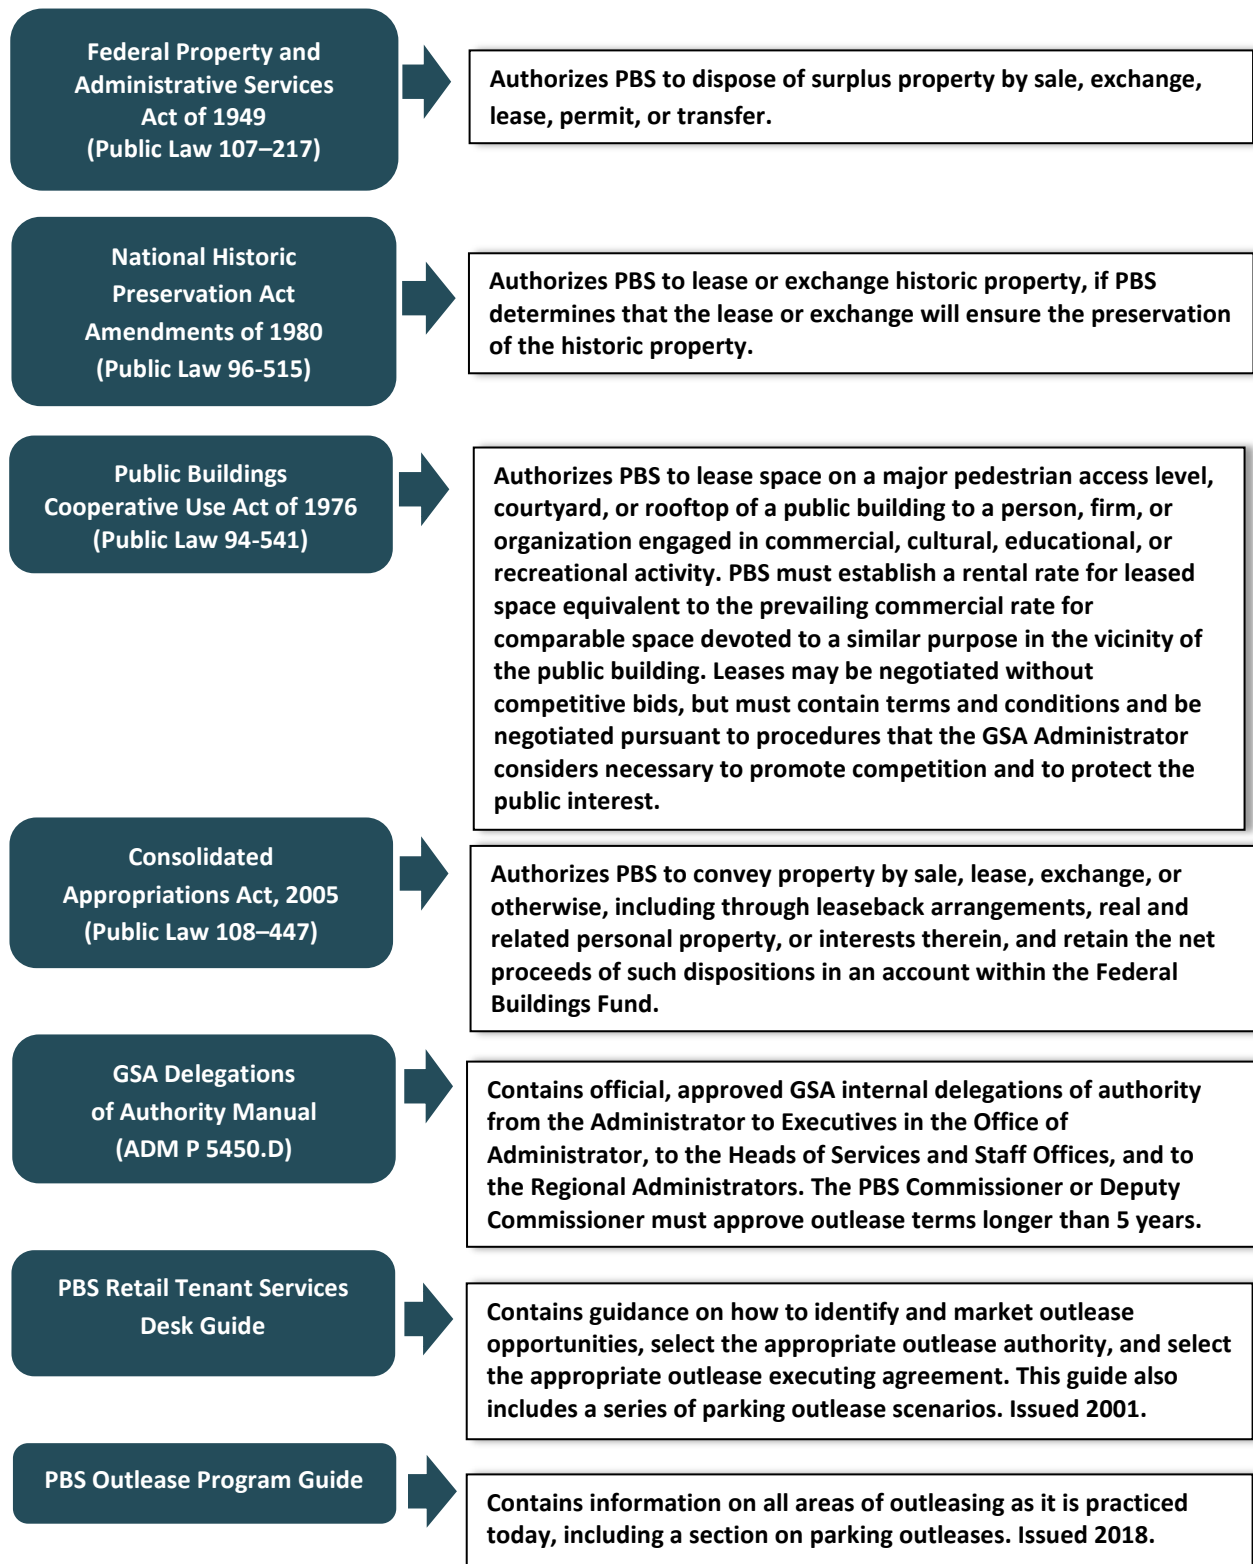 Federal Property and
Administrative Services
Act of 1949
(Public Law 107–217)
Authorizes PBS to dispose of surplus property by sale, exchange,
lease, permit, or transfer.
National Historic
Preservation Act
Amendments of 1980
(Public Law 96-515)
Authorizes PBS to lease or exchange historic property, if PBS
determines that the lease or exchange will ensure the preservation
of the historic property.
Public Buildings
Cooperative Use Act of 1976
(Public Law 94-541)
Authorizes PBS to lease space on a major pedestrian access level,
courtyard, or rooftop of a public building to a person, firm, or
organization engaged in commercial, cultural, educational, or
recreational activity. PBS must establish a rental rate for leased
space equivalent to the prevailing commercial rate for
comparable space devoted to a similar purpose in the vicinity of
the public building. Leases may be negotiated without
competitive bids, but must contain terms and conditions and be
negotiated pursuant to procedures that the GSA Administrator
considers necessary to promote competition and to protect the
public interest.
Consolidated
Appropriations Act, 2005
(Public Law 108–447)
Authorizes PBS to convey property by sale, lease, exchange, or
otherwise, including through leaseback arrangements, real and
related personal property, or interests therein, and retain the net
proceeds of such dispositions in an account within the Federal
Buildings Fund.
GSA Delegations
of Authority Manual
(ADM P 5450.D)
Contains official, approved GSA internal delegations of authority
from the Administrator to Executives in the Office of
Administrator, to the Heads of Services and Staff Offices, and to
the Regional Administrators. The PBS Commissioner or Deputy
Commissioner must approve outlease terms longer than 5 years.
PBS Retail Tenant Services
Desk Guide
Contains guidance on how to identify and market outlease
opportunities, select the appropriate outlease authority, and select
the appropriate outlease executing agreement. This guide also
includes a series of parking outlease scenarios. Issued 2001.
PBS Outlease Program Guide
Contains information on all areas of outleasing as it is practiced
today, including a section on parking outleases. Issued 2018.